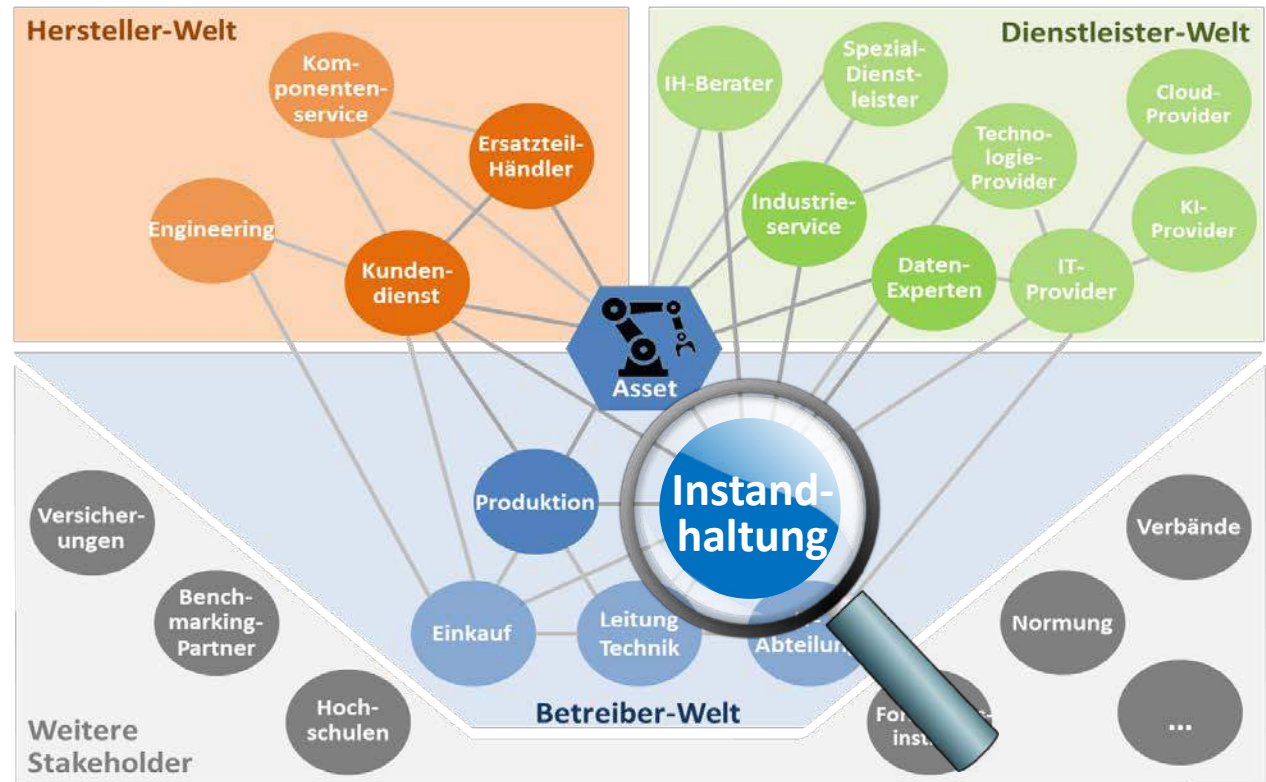 Hersteller-Welt
Kom-
ponenten-
service
Ersatzteil-
Händler
Engineering
Kunden-
dienst
Dienstleister-Welt
IH-Berater
Spezial-
Dienst-
leister
Cloud-
Provider
Techno-
logie-
Provider
Industrie-
service
KI-
Provider
Daten-
Experten
IT-
Provider
Asset
Produktion
Instand-
haltung
Einkauf
Leitung
Technik
Abteilung
Betreiber-Welt
Versicher-
ungen
Bench-
marking-
Partner
Hoch-
schulen
Weitere
Stakeholder
Verbände
Normung
...